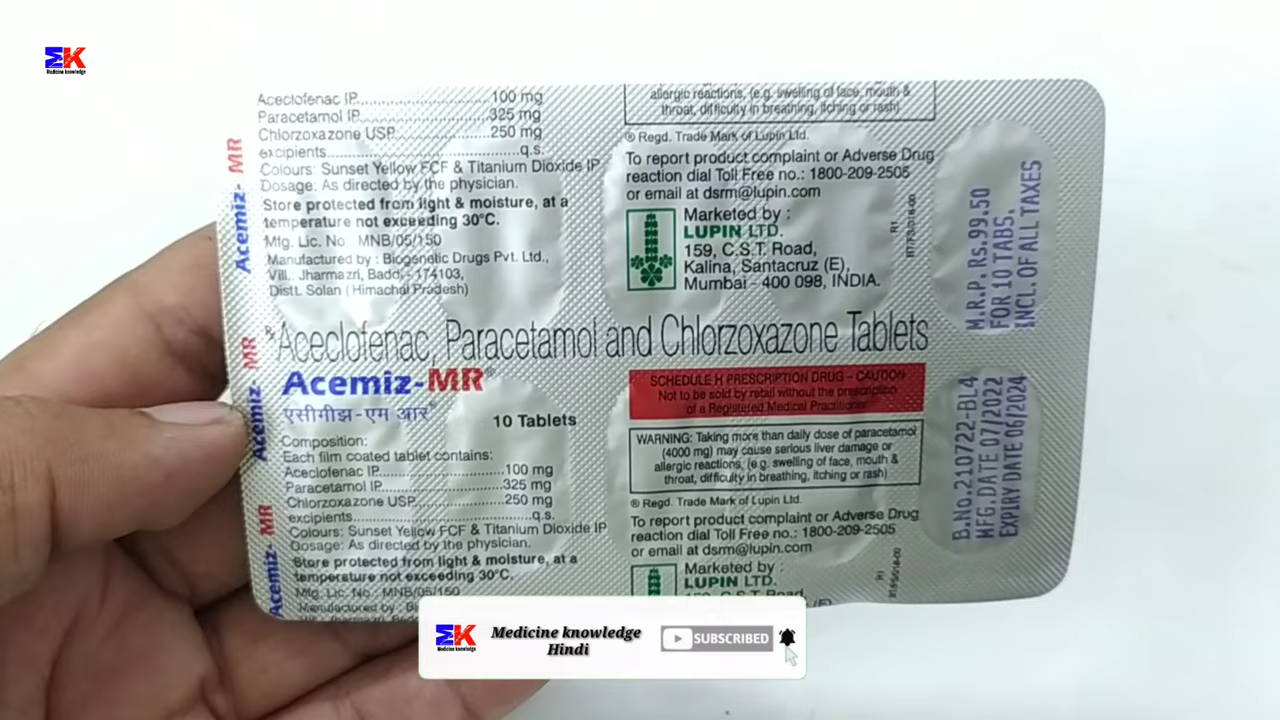 MK
Medicine knowledge
Aceclofenac IP..............................100 mg
Paracetamol IP..............................325 mg
Chlorzoxazone USP.....................250 mg
excipients.......................................q.s.
Colours: Sunset Yellow FCF & Titanium Dioxide IP
Dosage: As directed by the physician.
Store protected from light & moisture, at a
temperature not exceeding 30°C.
Mfg. Lic. No. MNB/05/150
Manufactured by : Biogenetic Drugs Pvt. Ltd.,
Vill. Jharmazri, Baddi - 174103,
Distt. Solan (Himachal Pradesh)
allergic reactions, (e.g. swelling of face, mouth &
throat, difficulty in breathing, itching or rash)
® Regd. Trade Mark of Lupin Ltd.
To report product complaint or Adverse Drug
reaction dial Toll Free no.: 1800-209-2505
or email at dsrm@lupin.com
Marketed by :
LUPIN LTD.
159, C.S.T. Road,
Kalina, Santacruz (E),
Mumbai - 400 098, INDIA.
R1
M.R.P. Rs.99.50
FOR 10 TABS.
INCL. OF ALL TAXES
Acemiz-MR
Acemiz-MR
Acemiz-MR
Rx Aceclofenac, Paracetamol and Chlorzoxazone Tablets
Acemiz-MR®
एसीमीझ-एम आर®
10 Tablets
Composition:
Each film coated tablet contains:
Aceclofenac IP..............................100 mg
Paracetamol IP..............................325 mg
Chlorzoxazone USP.....................250 mg
excipients.......................................q.s.
Colours: Sunset Yellow FCF & Titanium Dioxide IP
Dosage: As directed by the physician.
Store protected from light & moisture, at a
temperature not exceeding 30°C.
Mfg. Lic. No : MNB/05/150
Manufactured by :
SCHEDULE H PRESCRIPTION DRUG – CAUTION
Not to be sold by retail without the prescription
of a Registered Medical Practitioner
WARNING: Taking more than daily dose of paracetamol
(4000 mg) may cause serious liver damage or
allergic reactions, (e.g. swelling of face, mouth &
throat, difficulty in breathing, itching or rash)
® Regd. Trade Mark of Lupin Ltd.
To report product complaint or Adverse Drug
reaction dial Toll Free no.: 1800-209-2505
or email at dsrm@lupin.com
Marketed by :
LUPIN LTD.
R1
B.No.210722-BL4
MFG.DATE 07/2022
EXPIRY DATE 06/2024
MK
Medicine knowledge
Medicine knowledge
Hindi
SUBSCRIBED